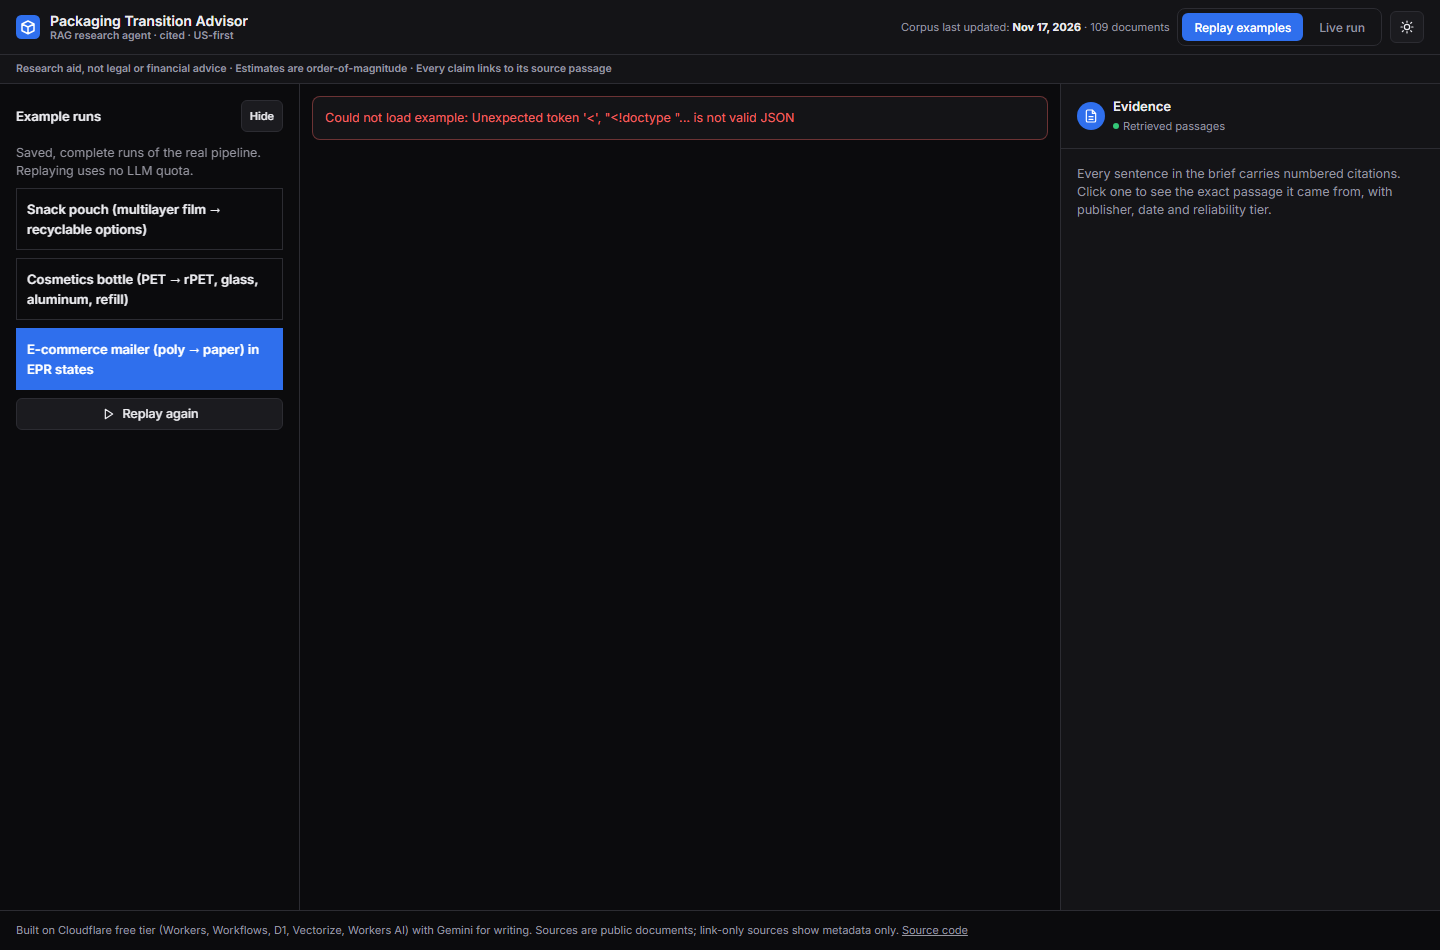 Packaging Transition Advisor
RAG research agent · cited · US-first
Corpus last updated: Nov 17, 2026 · 109 documents
Replay examples
Live run
Research aid, not legal or financial advice · Estimates are order-of-magnitude · Every claim links to its source passage
Example runs
Hide
Saved, complete runs of the real pipeline.
Replaying uses no LLM quota.
Snack pouch (multilayer film →
recyclable options)
Cosmetics bottle (PET → rPET, glass,
aluminum, refill)
E-commerce mailer (poly → paper) in
EPR states
Replay again
Could not load example: Unexpected token '<', "<!doctype "... is not valid JSON
Evidence
Retrieved passages
Every sentence in the brief carries numbered citations.
Click one to see the exact passage it came from, with
publisher, date and reliability tier.
Built on Cloudflare free tier (Workers, Workflows, D1, Vectorize, Workers AI) with Gemini for writing. Sources are public documents; link-only sources show metadata only. Source code